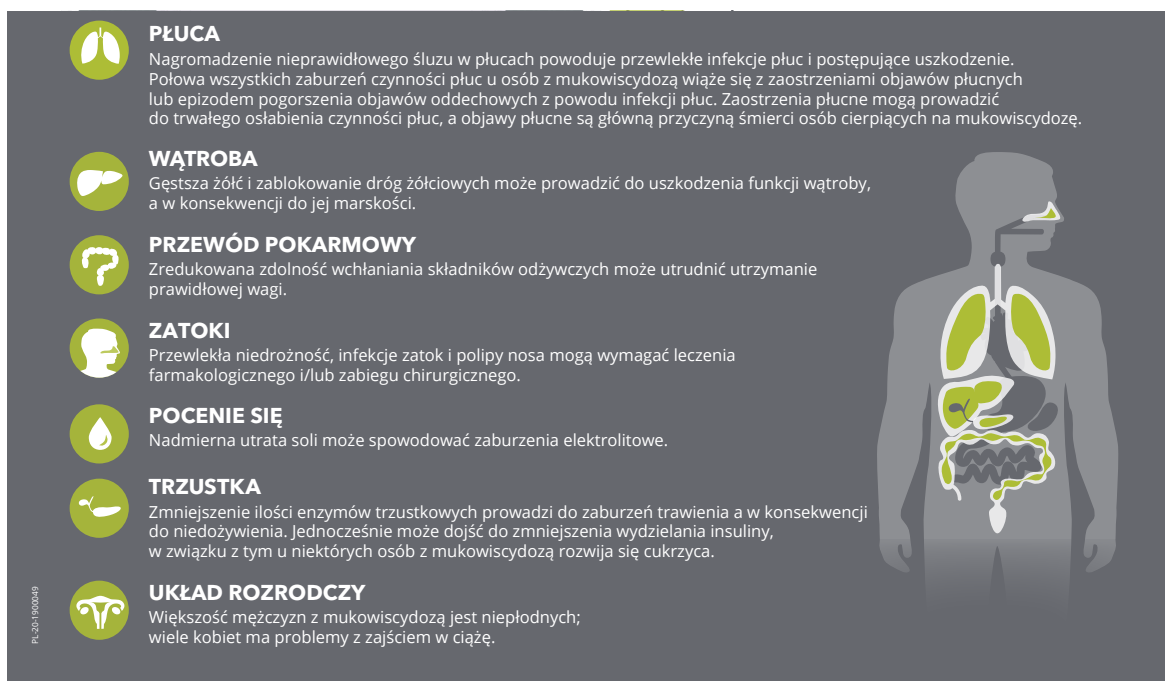 PŁUCA
Nagromadzenie nieprawidłowego śluzu w płucach powoduje przewlekłe infekcje płuc i postępujące uszkodzenie.
Połowa wszystkich zaburzeń czynności płuc u osób z mukowiscydozą wiąże się z zaostrzeniami objawów płucnych
lub epizodem pogorszenia objawów oddechowych z powodu infekcji płuc. Zaostrzenia płucne mogą prowadzić
do trwałego osłabienia czynności płuc, a objawy płucne są główną przyczyną śmierci osób cierpiących na mukowiscydozę.
WĄTROBA
Gęstsza żółć i zablokowanie dróg żółciowych może prowadzić do uszkodzenia funkcji wątroby,
a w konsekwencji do jej marskości.
PRZEWÓD POKARMOWY
Zredukowana zdolność wchłaniania składników odżywczych może utrudnić utrzymanie
prawidłowej wagi.
ZATOKI
Przewlekła niedrożność, infekcje zatok i polipy nosa mogą wymagać leczenia
farmakologicznego i/lub zabiegu chirurgicznego.
POCENIE SIĘ
Nadmierna utrata soli może spowodować zaburzenia elektrolitowe.
TRZUSTKA
Zmniejszenie ilości enzymów trzustkowych prowadzi do zaburzeń trawienia a w konsekwencji
do niedożywienia. Jednocześnie może dojść do zmniejszenia wydzielania insuliny,
w związku z tym u niektórych osób z mukowiscydozą rozwija się cukrzyca.
UKŁAD ROZRODCZY
Większość mężczyzn z mukowiscydozą jest niepłodnych;
wiele kobiet ma problemy z zajściem w ciążę.
PL-20-1900049